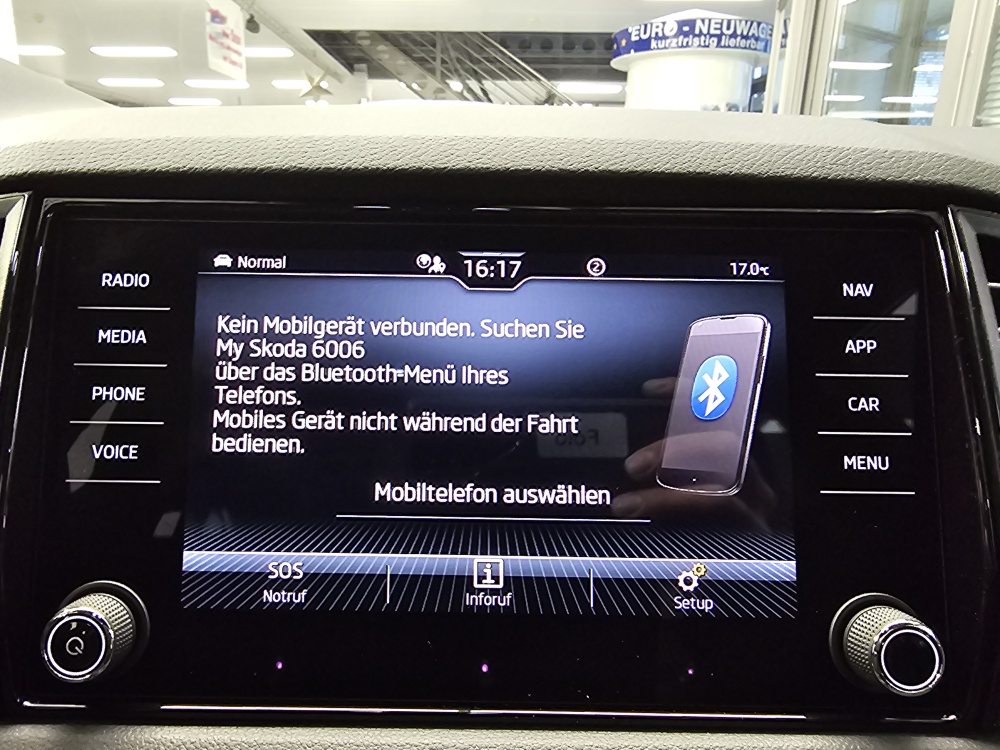 EURO - NEUWAGE
kurzfristig lieferbar
RADIO
MEDIA
PHONE
VOICE
Normal
16:17
2
17.0°C
Kein Mobilgerät verbunden. Suchen Sie
My Skoda 6006
über das Bluetooth-Menü Ihres
Telefons.
Mobiles Gerät nicht während der Fahrt
bedienen.
Mobiltelefon auswählen
SOS
Notruf
i
Inforuf
Setup
NAV
APP
CAR
MENU